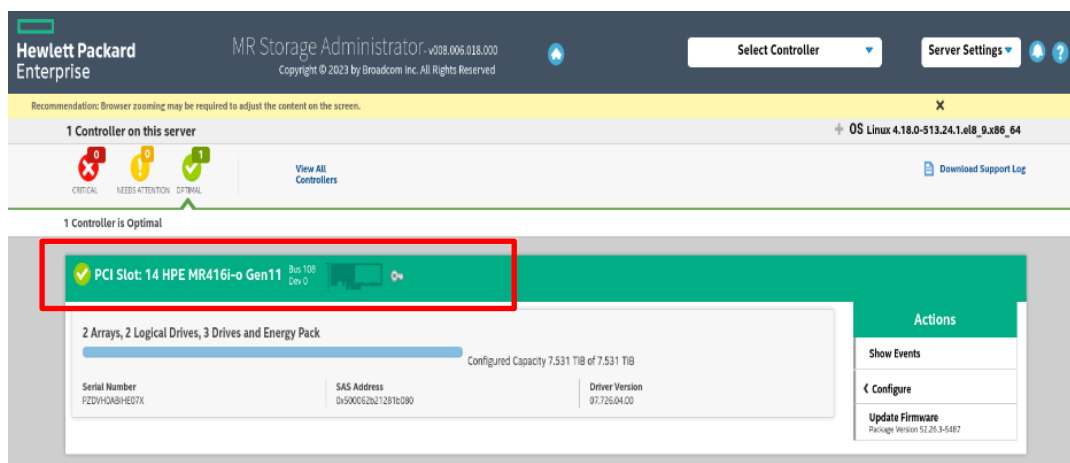 Hewlett Packard
Enterprise
MR Storage Administrator- v008.006.018.000
Copyright © 2023 by Broadcom Inc. All Rights Reserved
Select Controller
Server Settings
Recommendation: Browser zooming may be required to adjust the content on the screen.
1 Controller on this server
OS Linux 4.18.0-513.24.1.el8_9.x86_64
0
0
1
CRITICAL
NEEDS ATTENTION
OPTIMAL
View All
Controllers
Download Support Log
1 Controller is Optimal
PCI Slot: 14 HPE MR416i-o Gen11
Bus 108
Dev 0
2 Arrays, 2 Logical Drives, 3 Drives and Energy Pack
Configured Capacity 7.531 TIB of 7.531 TIB
Serial Number
PZDVH0ABIHE07X
SAS Address
0x500062b21281b080
Driver Version
07.726.04.00
Actions
Show Events
Configure
Update Firmware
Package Version 52.26.3-5487